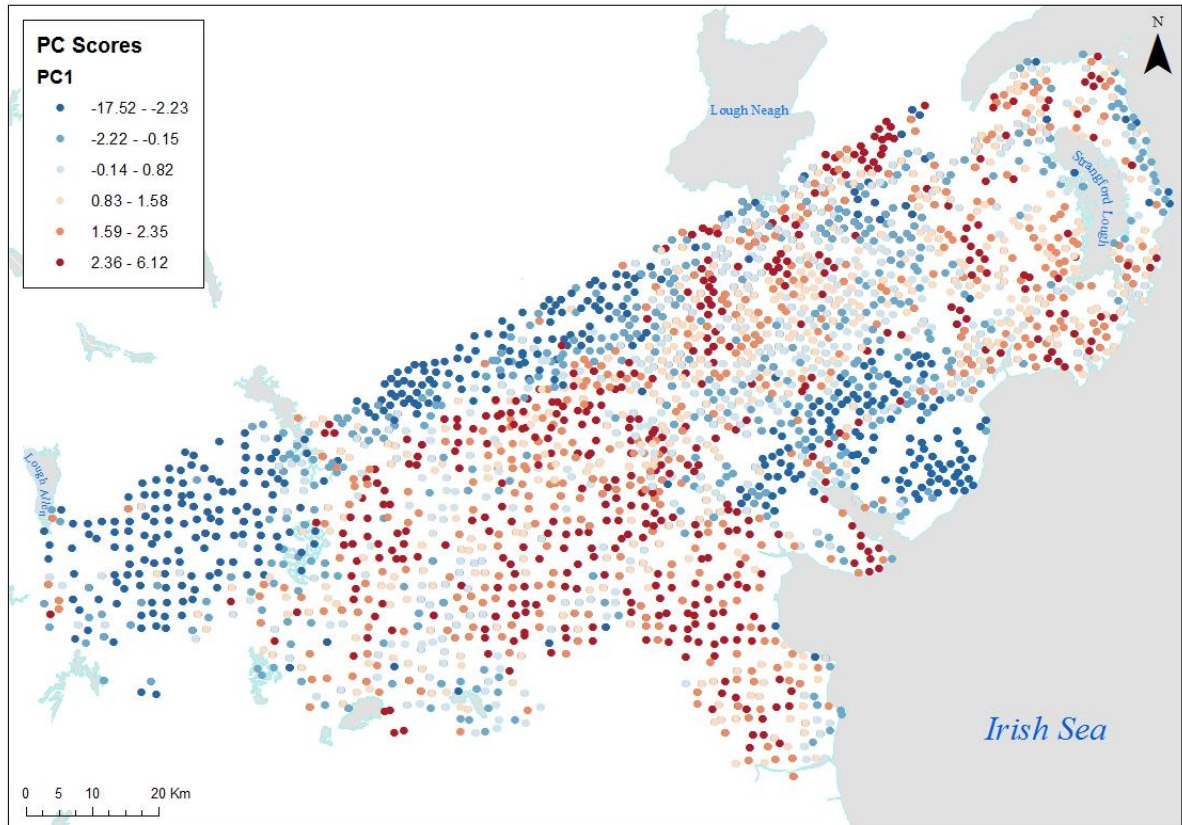 PC Scores
PC1
-17.52 - -2.23
-2.22 - -0.15
-0.14 - 0.82
0.83 - 1.58
1.59 - 2.35
2.36 - 6.12
N
Lough Neagh
Strangford Lough
Lough Allen
Irish Sea
0 5 10 20 Km